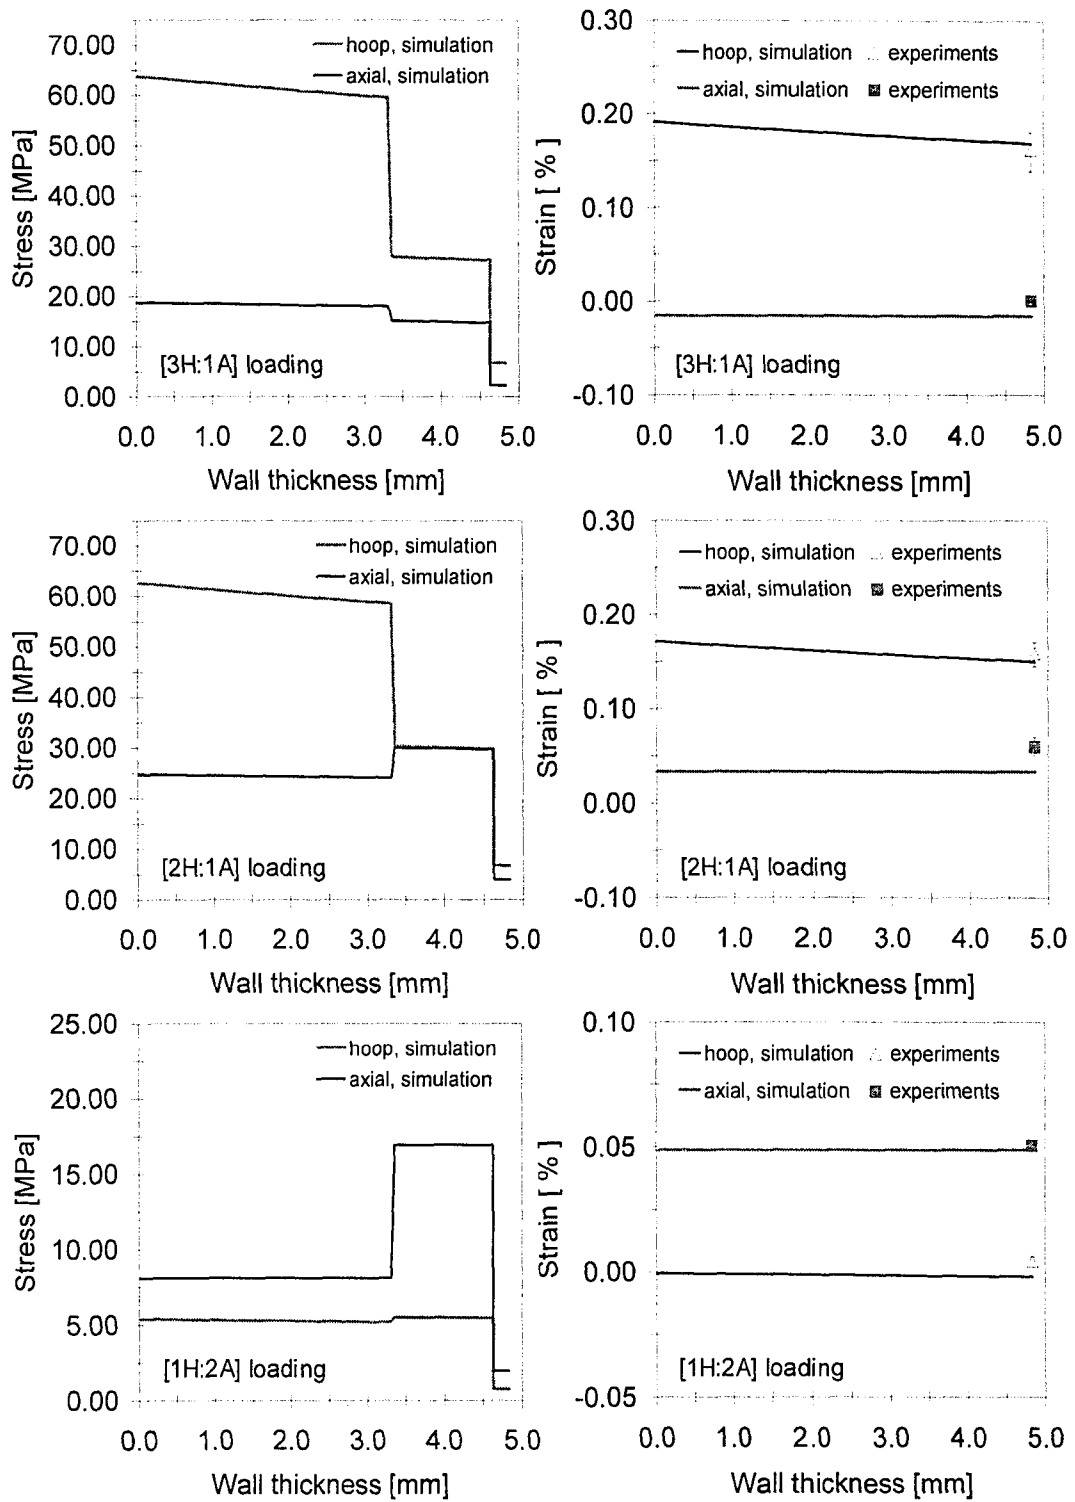 70.00
60.00
50.00
40.00
30.00
20.00
10.00
0.00
Stress [MPa]
hoop, simulation
axial, simulation
[3H:1A] loading
0.0 1.0 2.0 3.0 4.0 5.0
Wall thickness [mm]
0.30
0.20
0.10
0.00
-0.10
Strain [ % ]
hoop, simulation experiments
axial, simulation experiments
[3H:1A] loading
0.0 1.0 2.0 3.0 4.0 5.0
Wall thickness [mm]
70.00
60.00
50.00
40.00
30.00
20.00
10.00
0.00
Stress [MPa]
hoop, simulation
axial, simulation
[2H:1A] loading
0.0 1.0 2.0 3.0 4.0 5.0
Wall thickness [mm]
0.30
0.20
0.10
0.00
-0.10
Strain [ % ]
hoop, simulation experiments
axial, simulation experiments
[2H:1A] loading
0.0 1.0 2.0 3.0 4.0 5.0
Wall thickness [mm]
25.00
20.00
15.00
10.00
5.00
0.00
Stress [MPa]
hoop, simulation
axial, simulation
[1H:2A] loading
0.0 1.0 2.0 3.0 4.0 5.0
Wall thickness [mm]
0.10
0.05
0.00
-0.05
Strain [ % ]
hoop, simulation experiments
axial, simulation experiments
[1H:2A] loading
0.0 1.0 2.0 3.0 4.0 5.0
Wall thickness [mm]